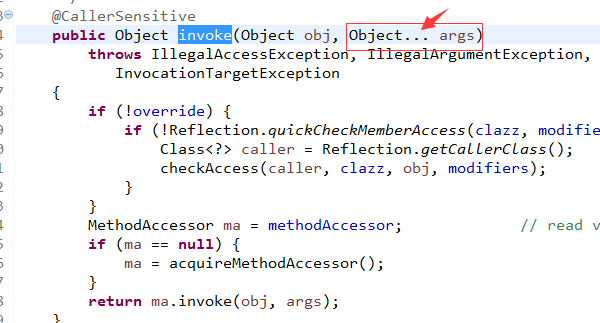 @CallerSensitive
public Object invoke(Object obj, Object... args)
throws IllegalAccessException, IllegalArgumentException,
InvocationTargetException
{
if (!override) {
if (!Reflection.quickCheckMemberAccess(clazz, modifie
Class<?> caller = Reflection.getCallerClass();
checkAccess(caller, clazz, obj, modifiers);
}
}
MethodAccessor ma = methodAccessor; // read v
if (ma == null) {
ma = acquireMethodAccessor();
}
return ma.invoke(obj, args);
}